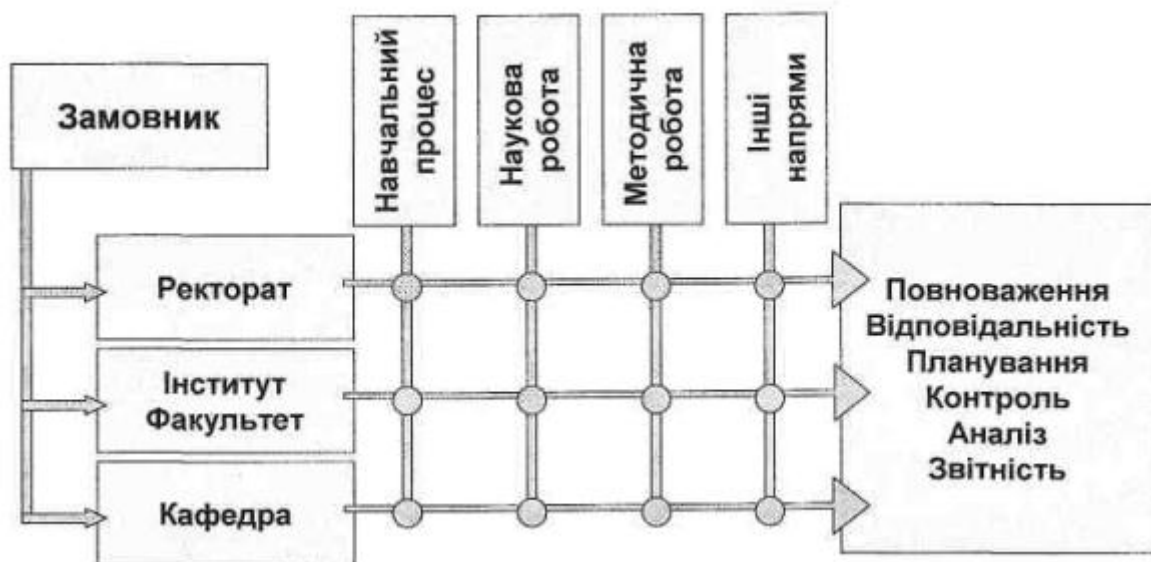 Замовник
Навчальний
процес
Наукова
робота
Методична
робота
Інші
напрями
Ректорат
Інститут
Факультет
Кафедра
Повноваження
Відповідальність
Планування
Контроль
Аналіз
Звітність